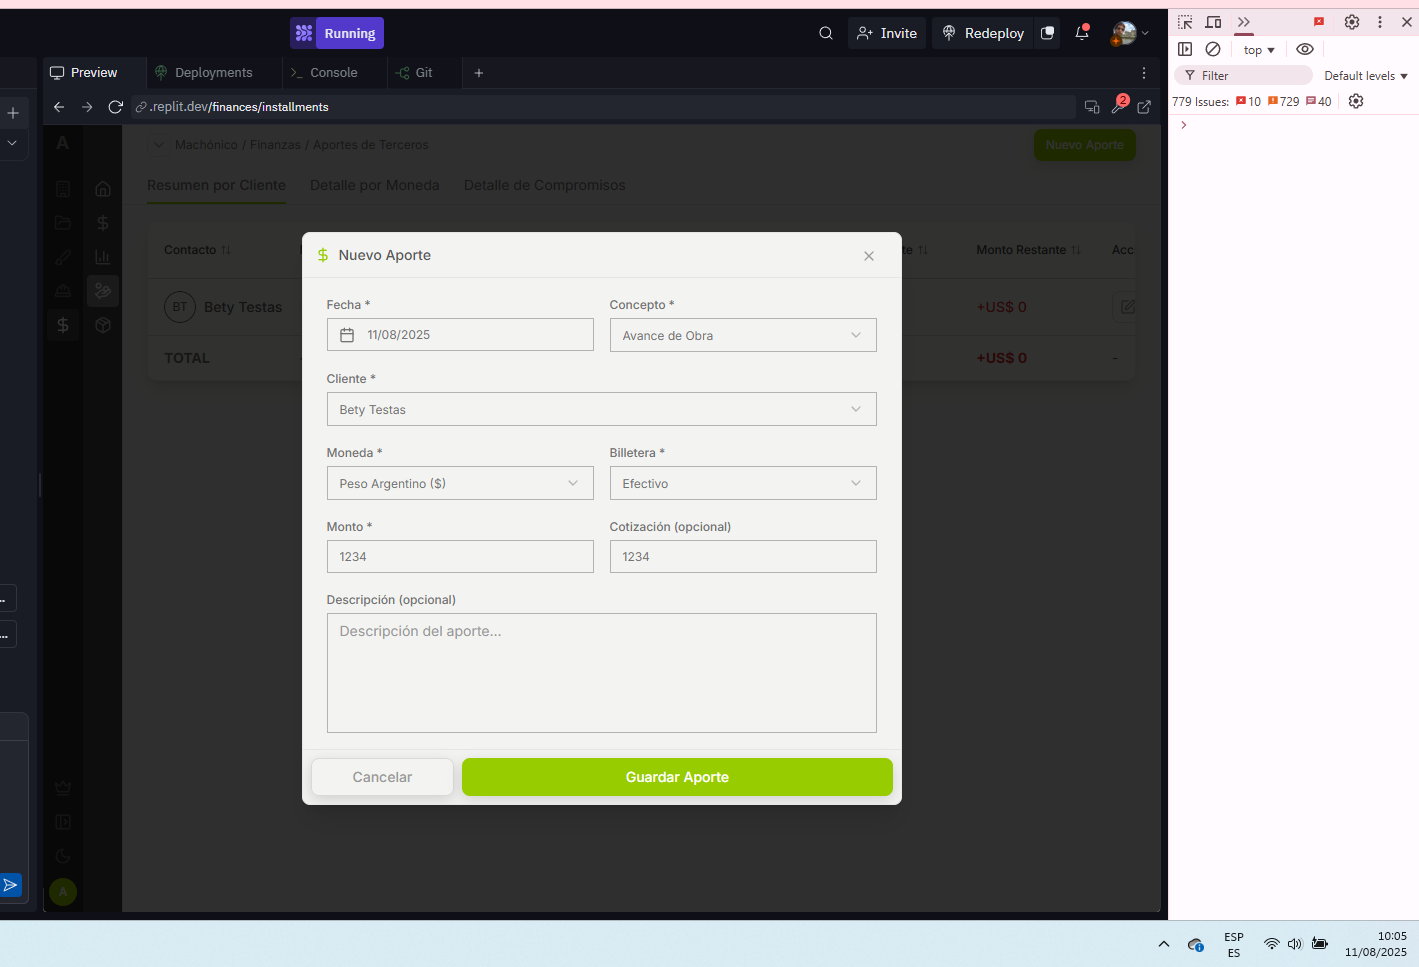 Running
Invite
Redeploy
Preview
Deployments
Console
Git
.replit.dev/finances/installments
2
A
Machónico / Finanzas / Aportes de Terceros
Nuevo Aporte
Resumen por Cliente
Detalle por Moneda
Detalle de Compromisos
Contacto
te
Monto Restante
Acc
BT
Bety Testas
+US$ 0
TOTAL
+US$ 0
-
$ Nuevo Aporte
Fecha *
Concepto *
11/08/2025
Avance de Obra
Cliente *
Bety Testas
Moneda *
Billetera *
Peso Argentino ($)
Efectivo
Monto *
Cotización (opcional)
1234
1234
Descripción (opcional)
Descripción del aporte...
Cancelar
Guardar Aporte
...
...
A
top
Filter
Default levels
779 Issues: 10 729 40
ESP
ES
10:05
11/08/2025